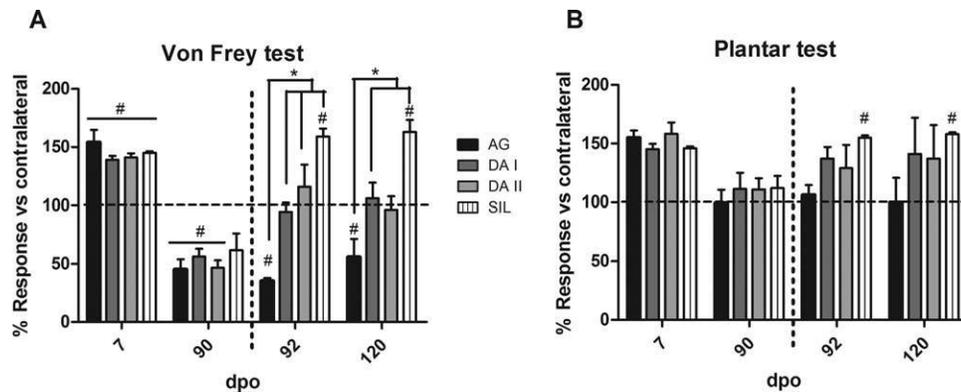 A
Von Frey test
% Response vs contralateral
200
150
100
50
0
#
#
*
#
#
*
#
#
7
90
92
120
dpo
AG
DA I
DA II
SIL
B
Plantar test
% Response vs contralateral
200
150
100
50
0
#
#
7
90
92
120
dpo